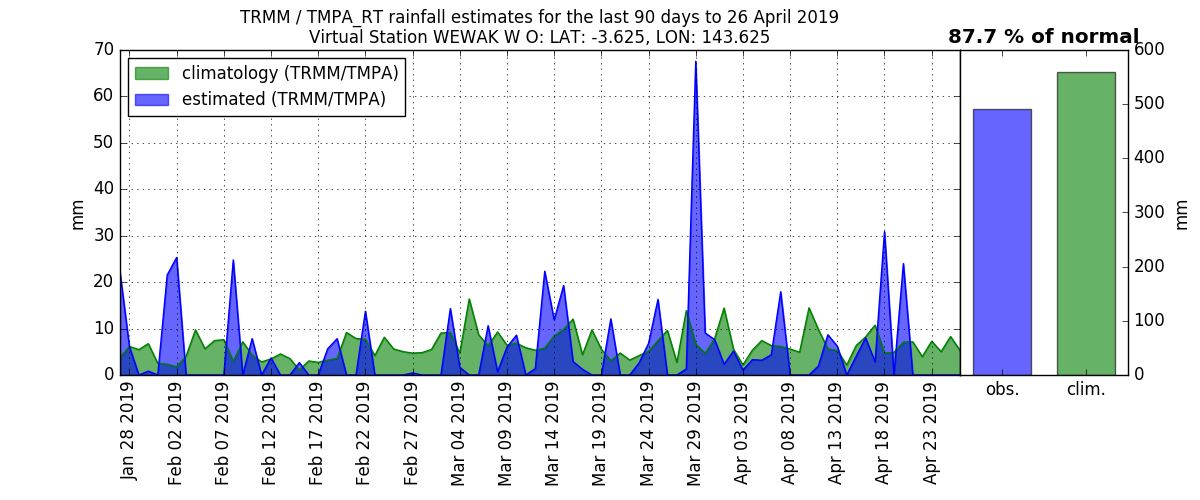 TRMM / TMPA_RT rainfall estimates for the last 90 days to 26 April 2019
Virtual Station WEWAK W O: LAT: -3.625, LON: 143.625
87.7 % of normal
climatology (TRMM/TMPA)
estimated (TRMM/TMPA)
70
60
50
40
30
20
10
0
mm
Jan 28 2019
Feb 02 2019
Feb 07 2019
Feb 12 2019
Feb 17 2019
Feb 22 2019
Feb 27 2019
Mar 04 2019
Mar 09 2019
Mar 14 2019
Mar 19 2019
Mar 24 2019
Mar 29 2019
Apr 03 2019
Apr 08 2019
Apr 13 2019
Apr 18 2019
Apr 23 2019
obs.
clim.
600
500
400
300
200
100
0
mm